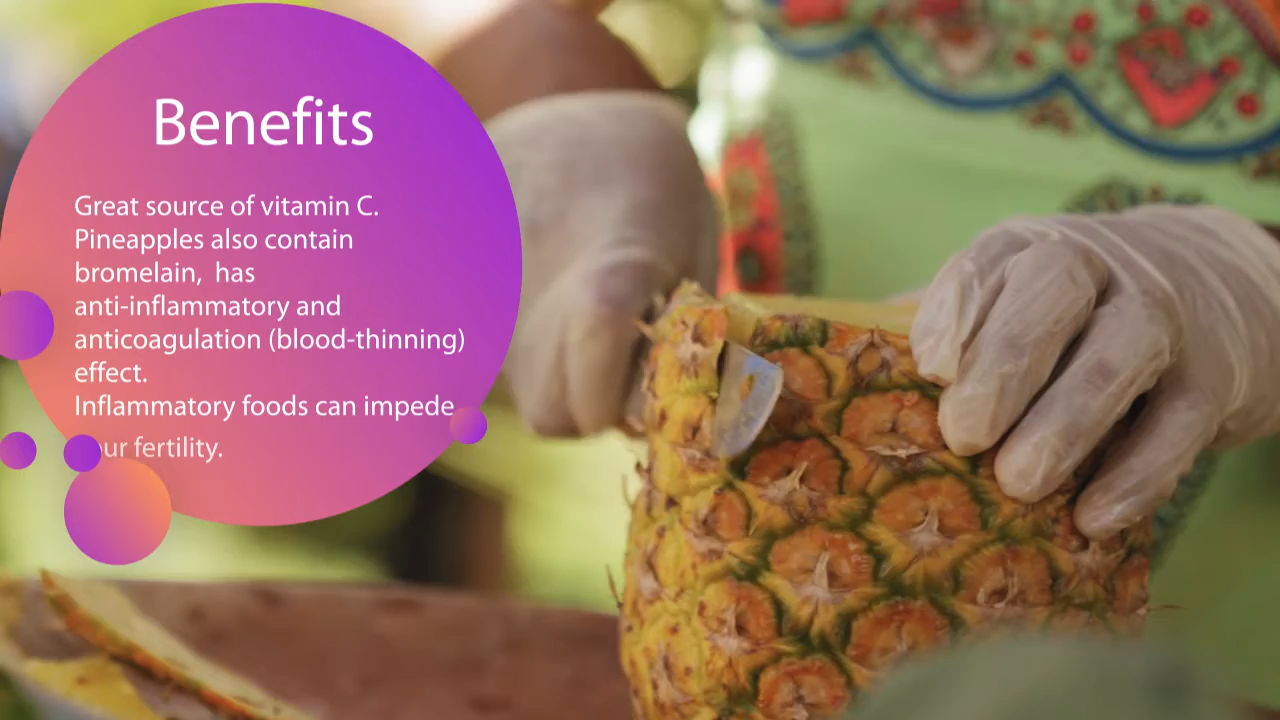 Benefits
Great source of vitamin C.
Pineapples also contain
bromelain, has
anti-inflammatory and
anticoagulation (blood-thinning)
effect.
Inflammatory foods can impede
fertility.